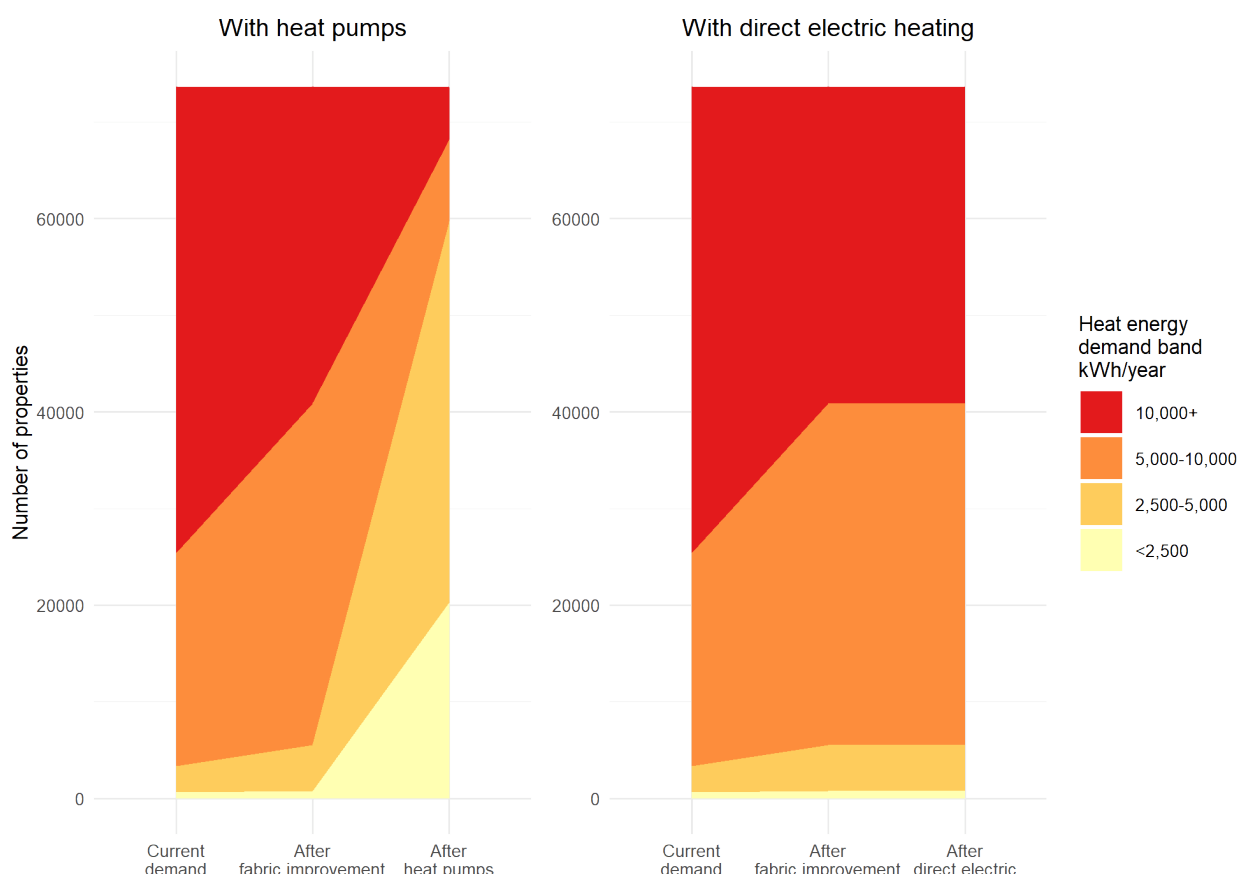 With heat pumps
With direct electric heating
Number of properties
60000
40000
20000
0
Current
demand
After
fabric improvement
After
heat pumps
60000
40000
20000
0
Current
demand
After
fabric improvement
After
direct electric
Heat energy
demand band
kWh/year
10,000+
5,000-10,000
2,500-5,000
<2,500